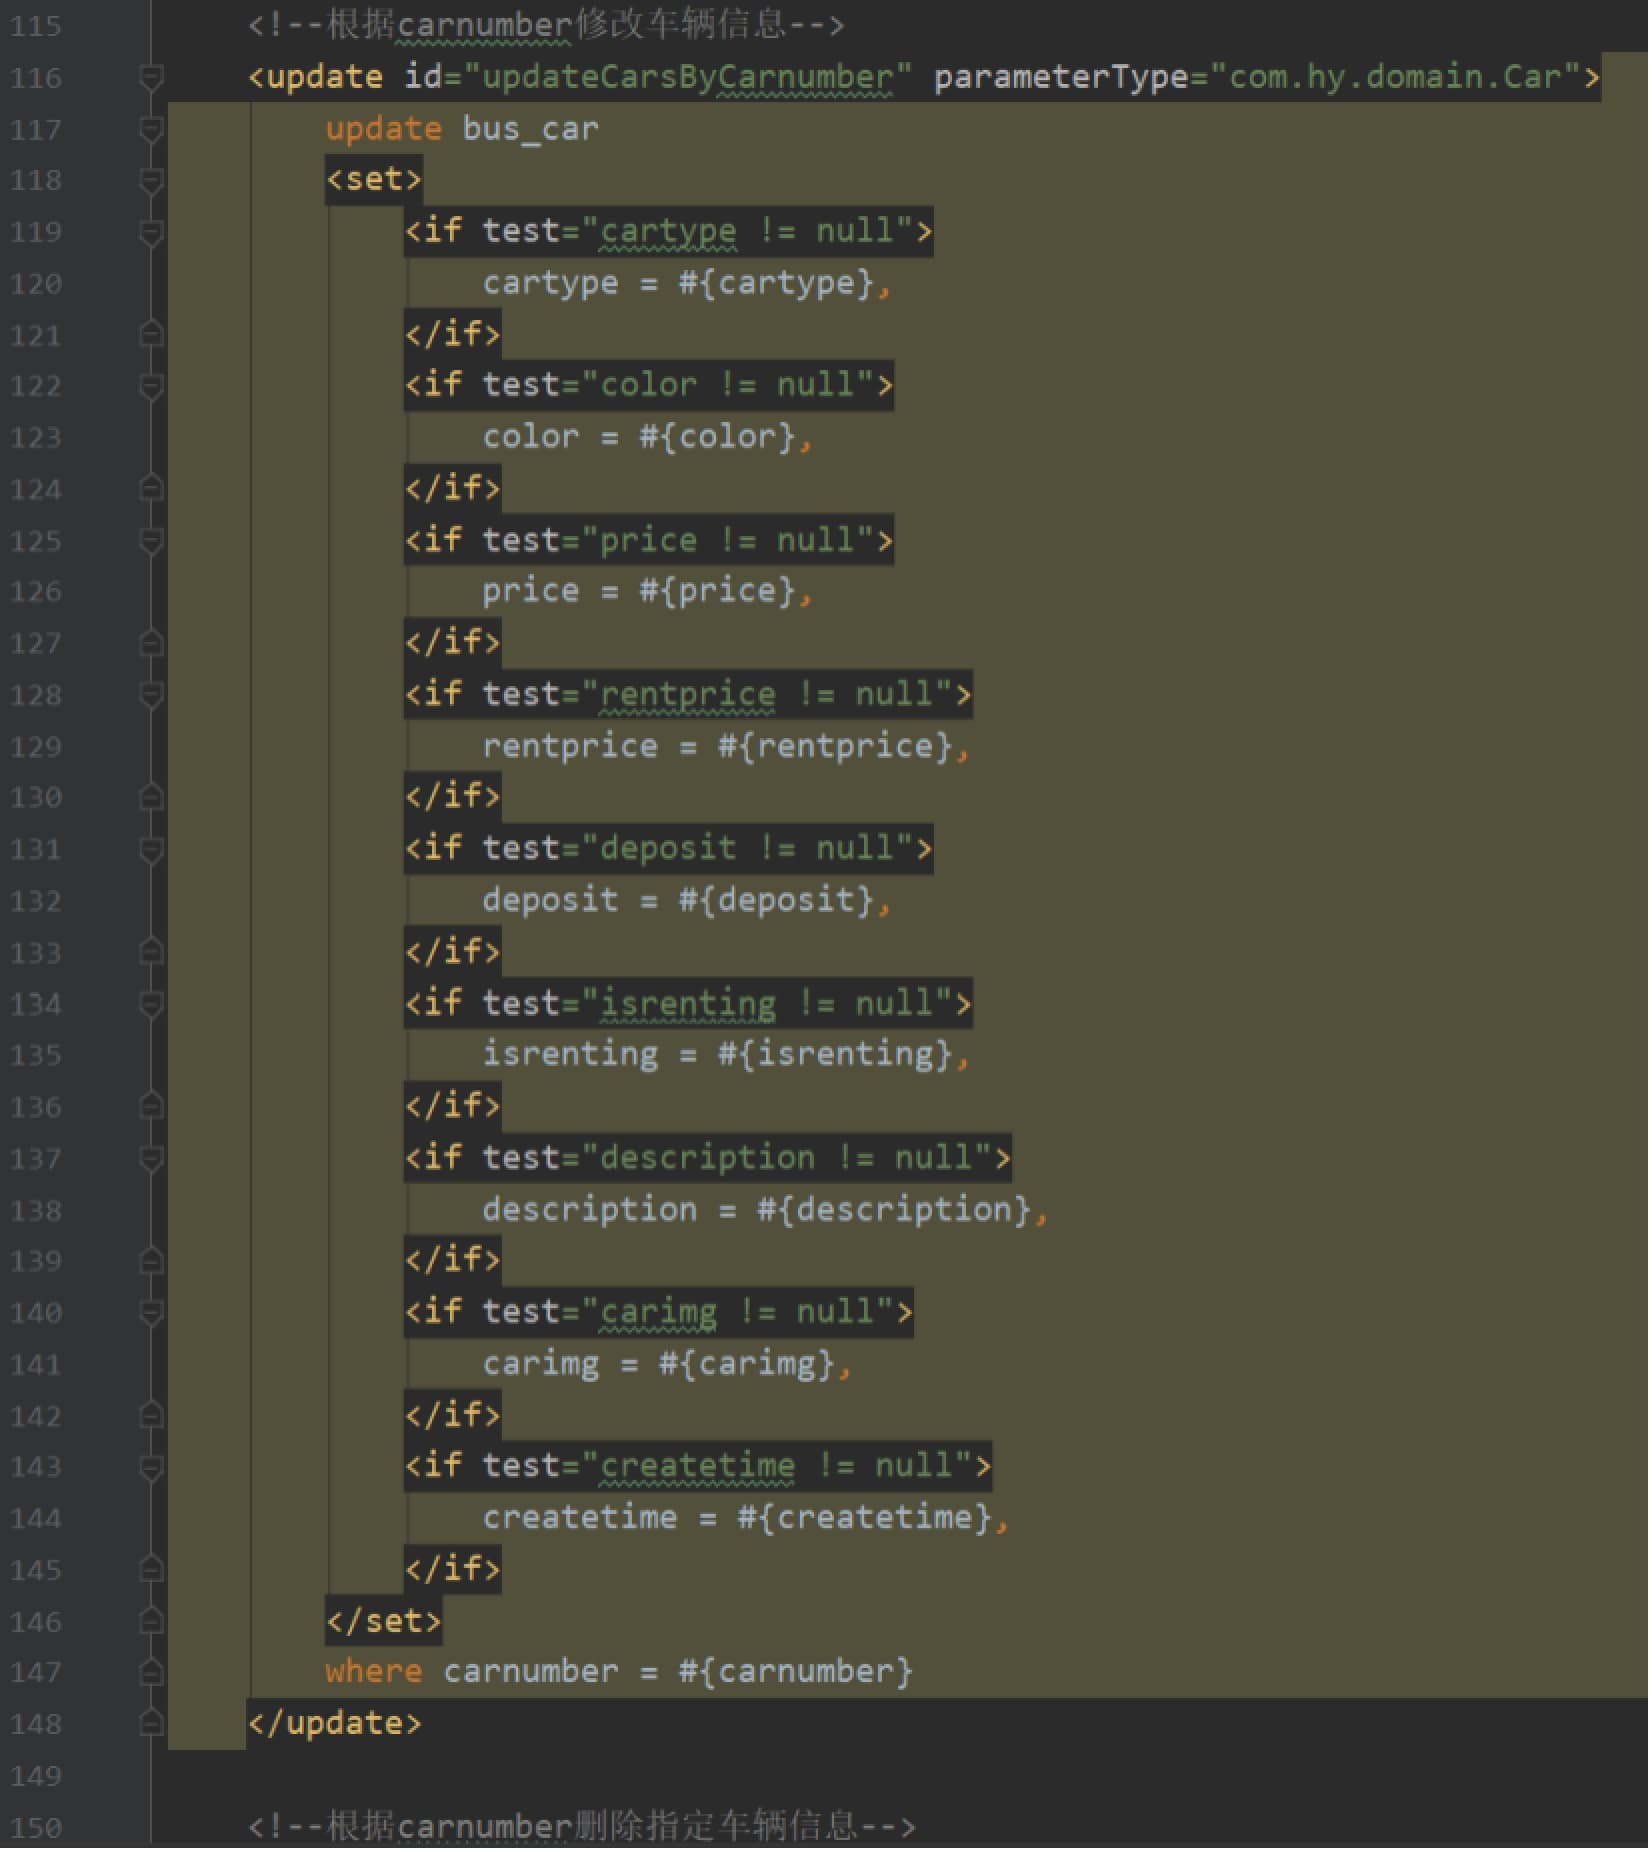 115 <!--根据carnumber修改车辆信息-->
116 <update id="updateCarsByCarnumber" parameterType="com.hy.domain.Car">
117 update bus_car
118 <set>
119 <if test="cartype != null">
120 cartype = #{cartype},
121 </if>
122 <if test="color != null">
123 color = #{color},
124 </if>
125 <if test="price != null">
126 price = #{price},
127 </if>
128 <if test="rentprice != null">
129 rentprice = #{rentprice},
130 </if>
131 <if test="deposit != null">
132 deposit = #{deposit},
133 </if>
134 <if test="isrenting != null">
135 isrenting = #{isrenting},
136 </if>
137 <if test="description != null">
138 description = #{description},
139 </if>
140 <if test="carimg != null">
141 carimg = #{carimg},
142 </if>
143 <if test="createtime != null">
144 createtime = #{createtime},
145 </if>
146 </set>
147 where carnumber = #{carnumber}
148 </update>
149
150 <!--根据carnumber删除指定车辆信息-->